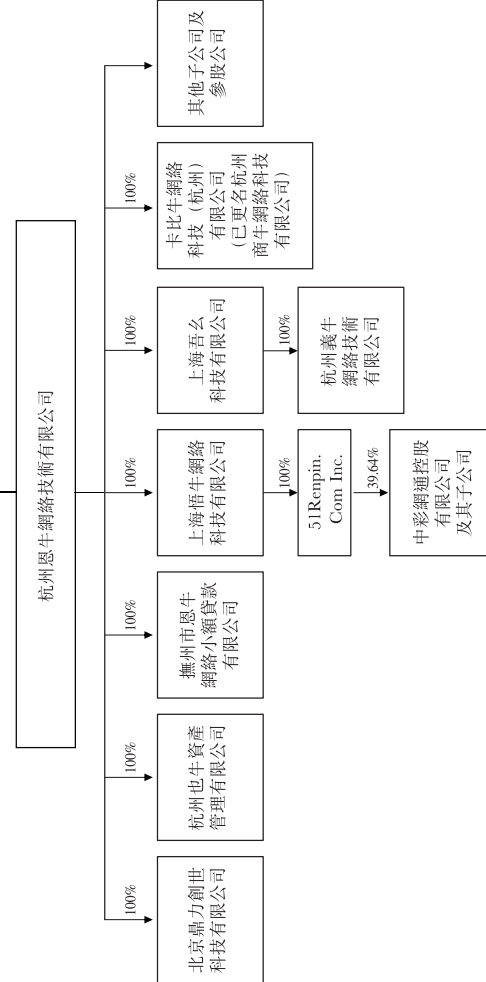 杭州恩牛網絡技術有限公司
100%
100%
100%
100%
100%
100%
北京鼎力創世
科技有限公司
杭州也牛資產
管理有限公司
撫州市恩牛
網絡小額貸款
有限公司
上海悟牛網絡
科技有限公司
上海吾么
科技有限公司
卡比牛網絡
科技（杭州）
有限公司
（已更名杭州
商牛網絡科技
有限公司）
其他子公司及
參股公司
100%
100%
51Renpin.
Com Inc.
杭州義牛
網絡技術
有限公司
39.64%
中彩網通控股
有限公司
及其子公司